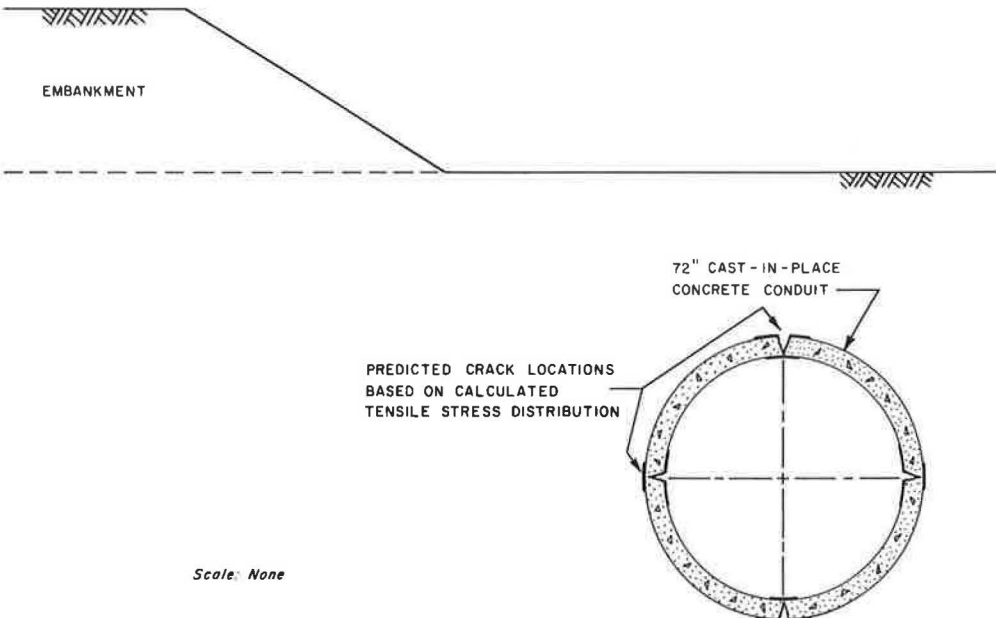 EMBANKMENT
72" CAST-IN-PLACE
CONCRETE CONDUIT
PREDICTED CRACK LOCATIONS
BASED ON CALCULATED
TENSILE STRESS DISTRIBUTION
Scale: None